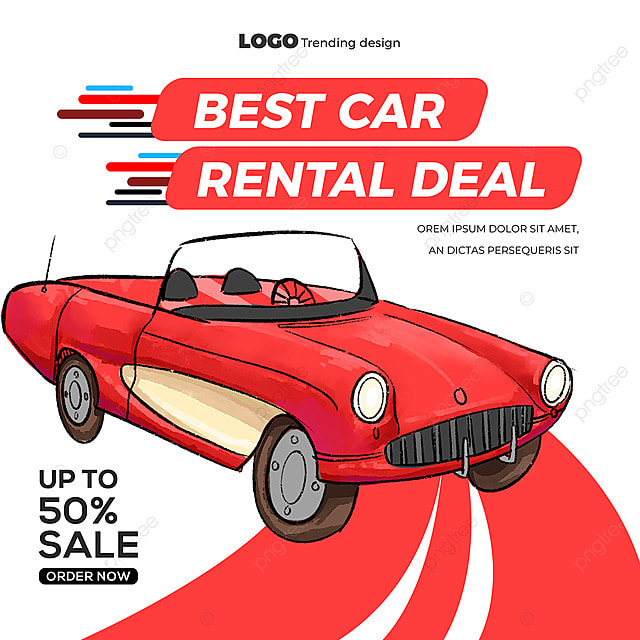 LOGO Trending design
BEST CAR
RENTAL DEAL
OREM IPSUM DOLOR SIT AMET,
AN DICTAS PERSEQUERIS SIT
UP TO
50%
SALE
ORDER NOW
pngtree